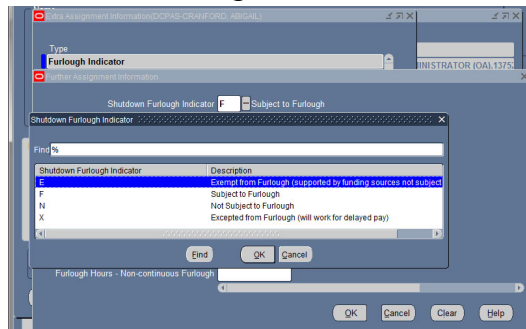 Extra Assignment Information(DCPAS-CRANFORD, ABIGAIL)
Type
Furlough Indicator
INISTRATOR (OA).1375
Further Assignment Information
Shutdown Furlough Indicator F Subject to Furlough
Shutdown Furlough Indicator
Find %
Shutdown Furlough Indicator Description
E Exempt from Furlough (supported by funding sources not subject
F Subject to Furlough
N Not Subject to Furlough
X Excepted from Furlough (will work for delayed pay)
Find OK Cancel
Furlough Hours - Non-continuous Furlough
OK Cancel Clear Help